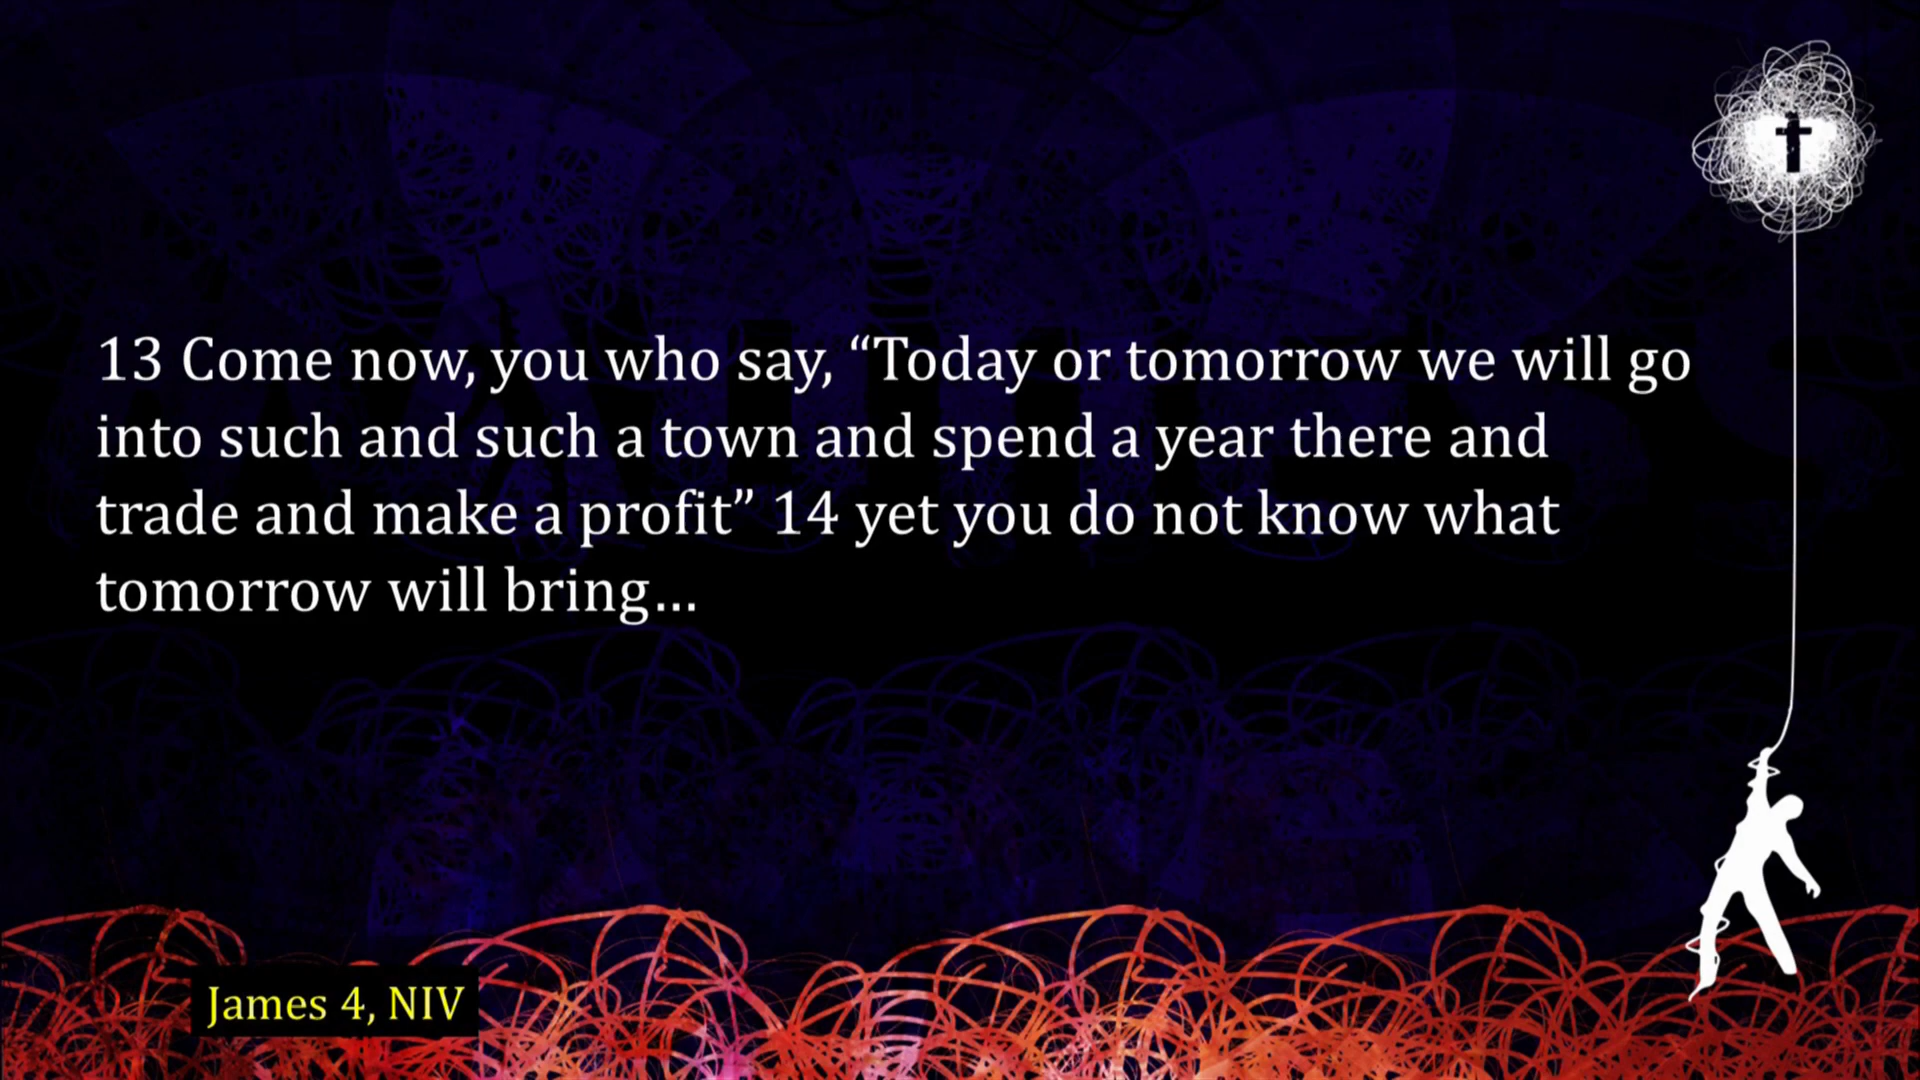 13 Come now, you who say, “Today or tomorrow we will go
into such and such a town and spend a year there and
trade and make a profit” 14 yet you do not know what
tomorrow will bring…
James 4, NIV